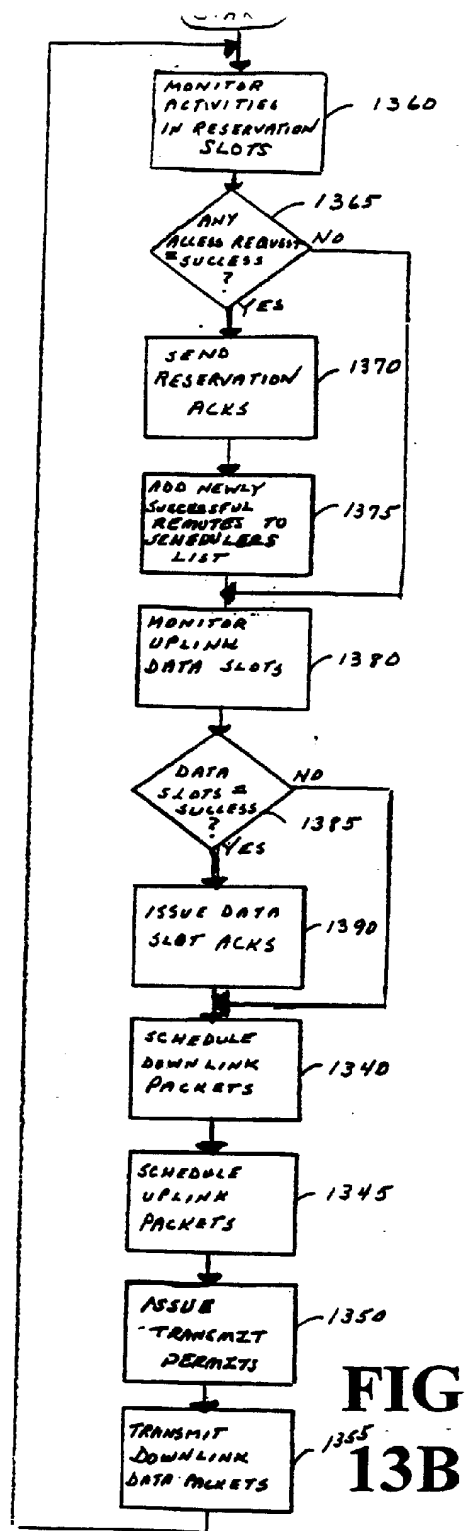 MONITOR
ACTIVITIES
IN RESERVATION
SLOTS
1360
1365
ANY
ACCESS REQUEST
= SUCCESS
?
NO
YES
SEND
RESERVATION
ACKS
1370
ADD NEWLY
SUCCESSFUL
REMOTES TO
SCHEDULERS
LIST
1375
MONITOR
UPLINK
DATA SLOTS
1380
DATA
SLOTS =
SUCCESS
?
NO
1385
YES
ISSUE DATA
SLOT ACKS
1390
SCHEDULE
DOWNLINK
PACKETS
1340
SCHEDULE
UPLINK
PACKETS
1345
ISSUE
TRANSMIT
PERMITS
1350
TRANSMIT
DOWNLINK
DATA PACKETS
1355
FIG
13B